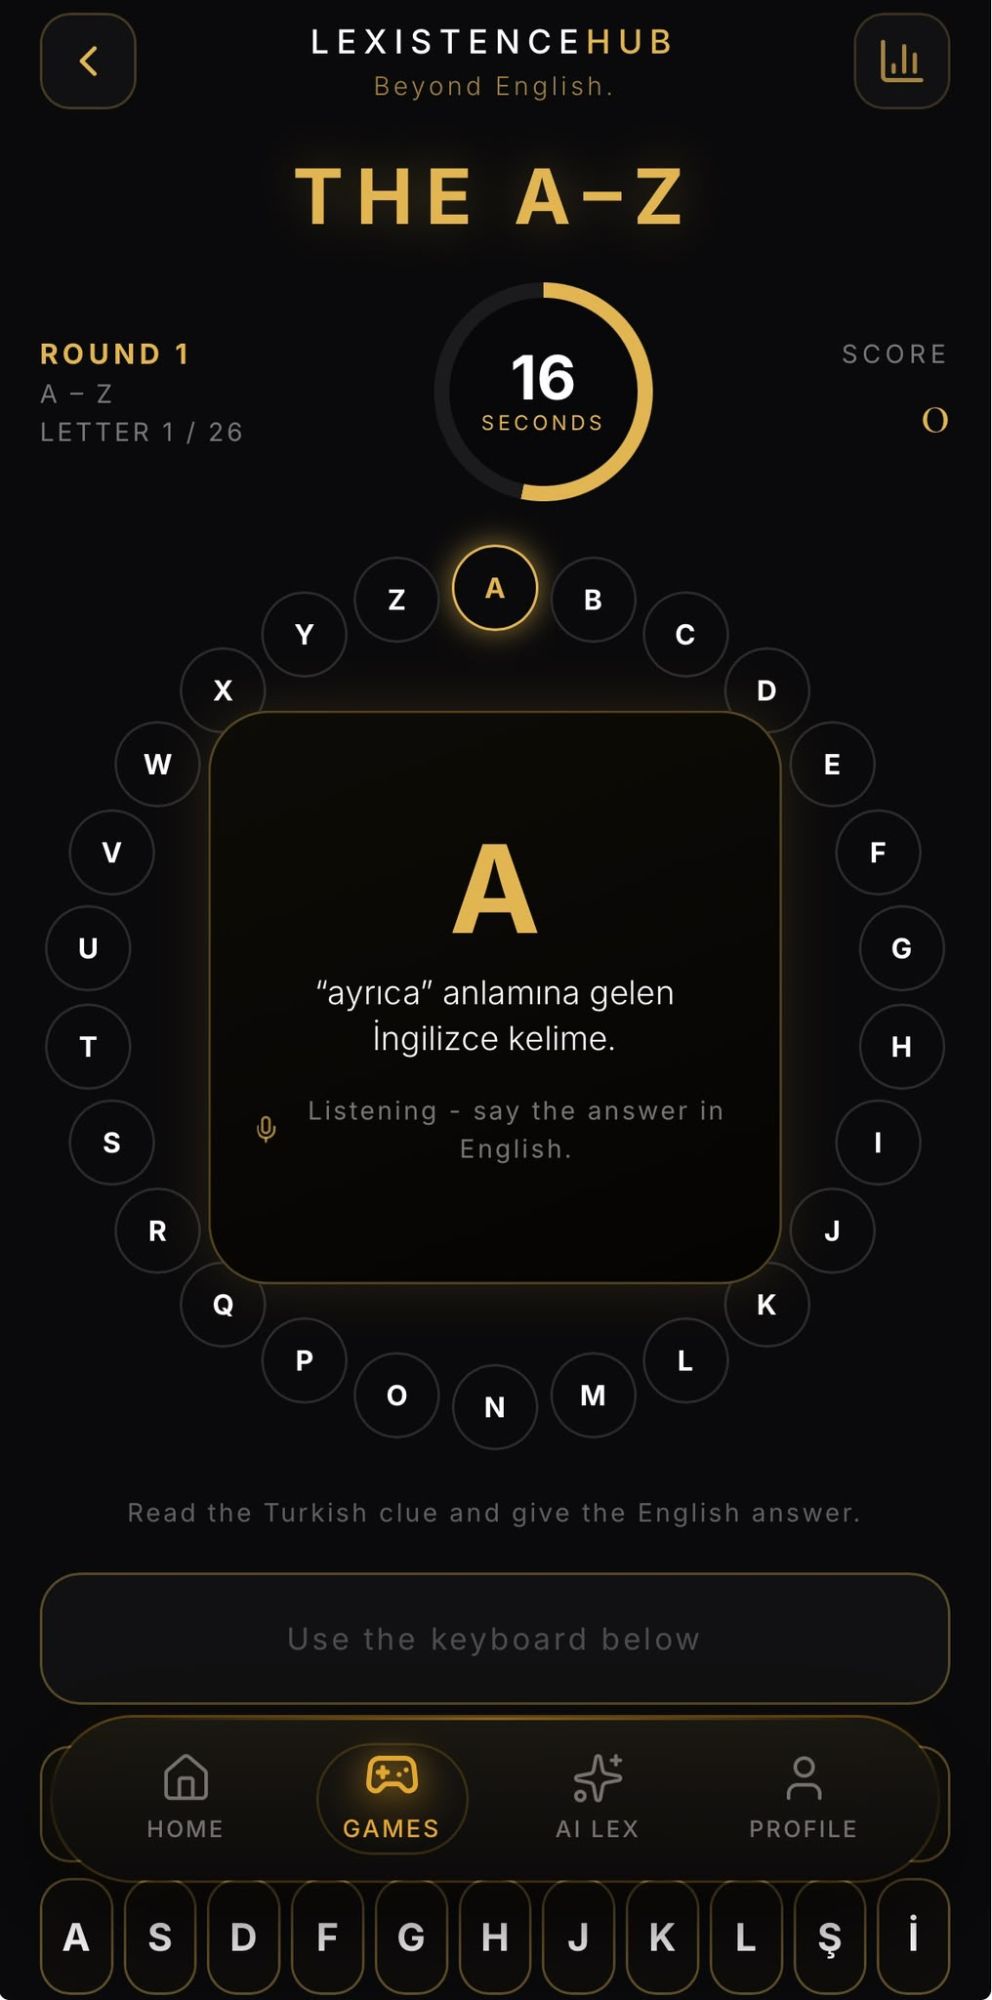 LEXISTENCEHUB
Beyond English.
THE A–Z
ROUND 1
A – Z
LETTER 1 / 26
16
SECONDS
SCORE
0
A
B
C
D
E
F
G
H
I
J
K
L
M
N
O
P
Q
R
S
T
U
V
W
X
Y
Z
A
“ayrıca” anlamına gelen
İngilizce kelime.
Listening - say the answer in
English.
Read the Turkish clue and give the English answer.
Use the keyboard below
HOME GAMES AI LEX PROFILE
A S D F G H J K L Ş İ